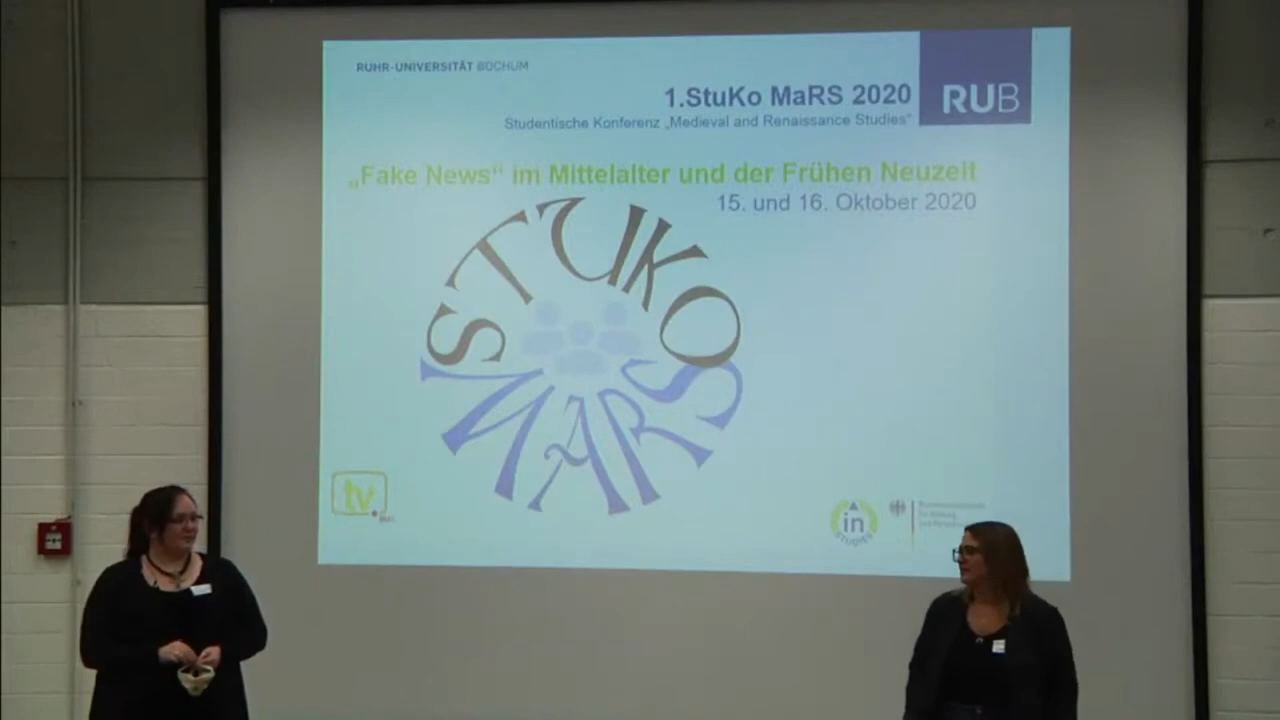 RUHR-UNIVERSITÄT BOCHUM
1.StuKo MaRS 2020
RUB
Studentische Konferenz „Medieval and Renaissance Studies“
„Fake News“ im Mittelalter und der Frühen Neuzeit
15. und 16. Oktober 2020
STUKO
MARS
tv.
in
STUDIES